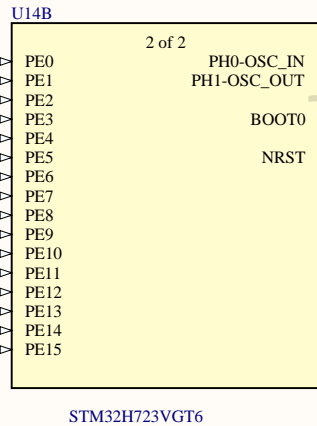 U14B
2 of 2
PE0 PH0-OSC_IN
PE1 PH1-OSC_OUT
PE2
PE3 BOOT0
PE4
PE5 NRST
PE6
PE7
PE8
PE9
PE10
PE11
PE12
PE13
PE14
PE15
STM32H723VGT6